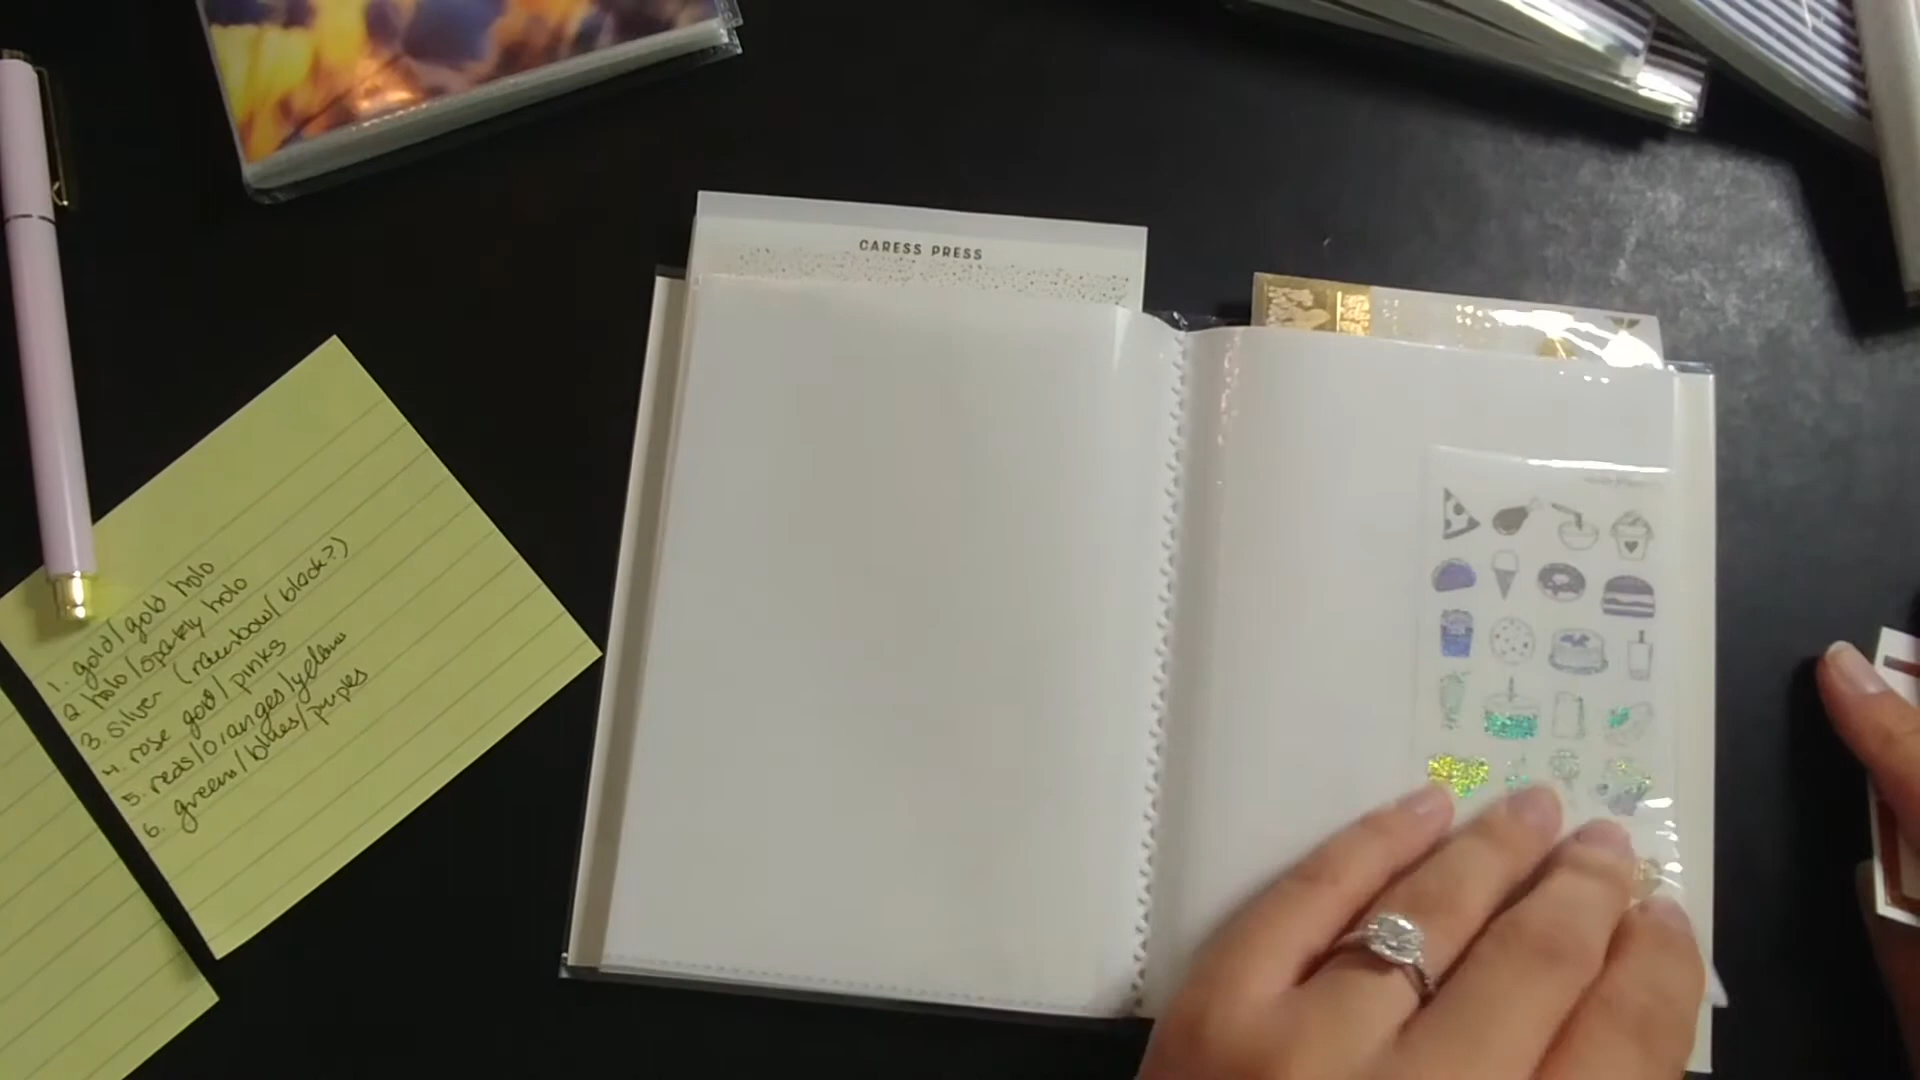 CARESS PRESS
1. gold/gold holo
2. holo/sparkly holo
3. silver (rainbow/black?)
4. rose gold/pinks
5. reds/oranges/yellows
6. greens/blues/purples